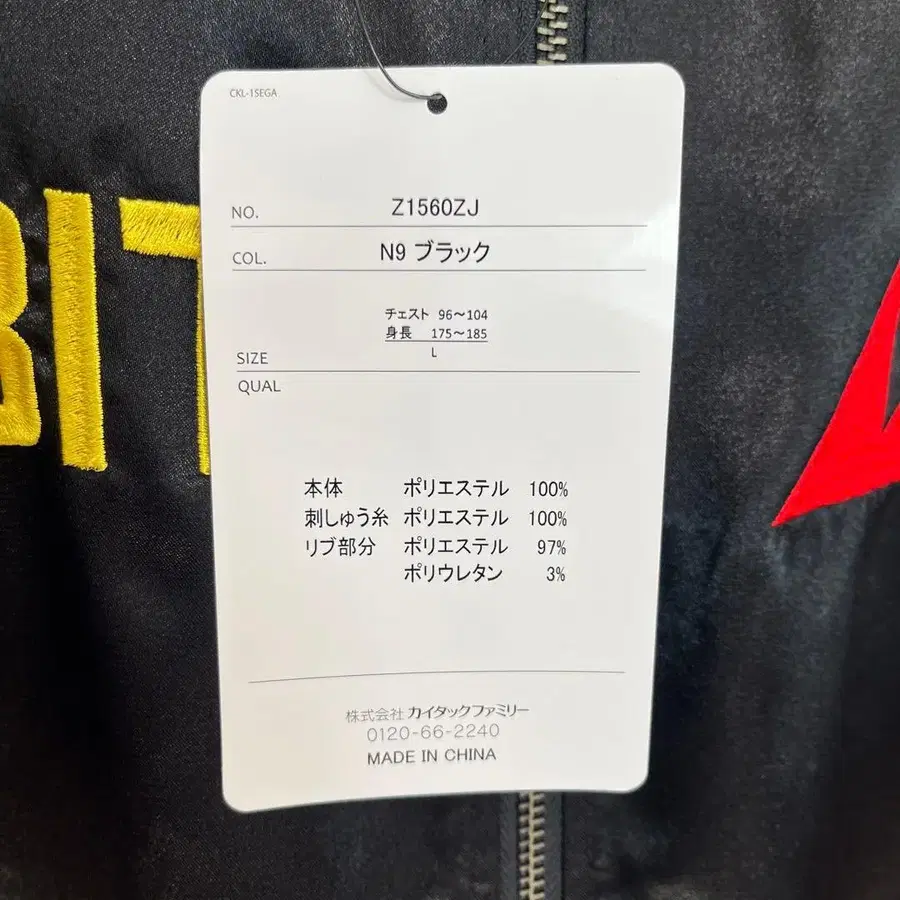 CKL-1SEGA
NO. Z1560ZJ
COL. N9 ブラック
チェスト 96～104
身長 175～185
L
SIZE
QUAL
本体 ポリエステル 100%
刺しゅう糸 ポリエステル 100%
リブ部分 ポリエステル 97%
ポリウレタン 3%
株式会社 カイタックファミリー
0120-66-2240
MADE IN CHINA
BIT